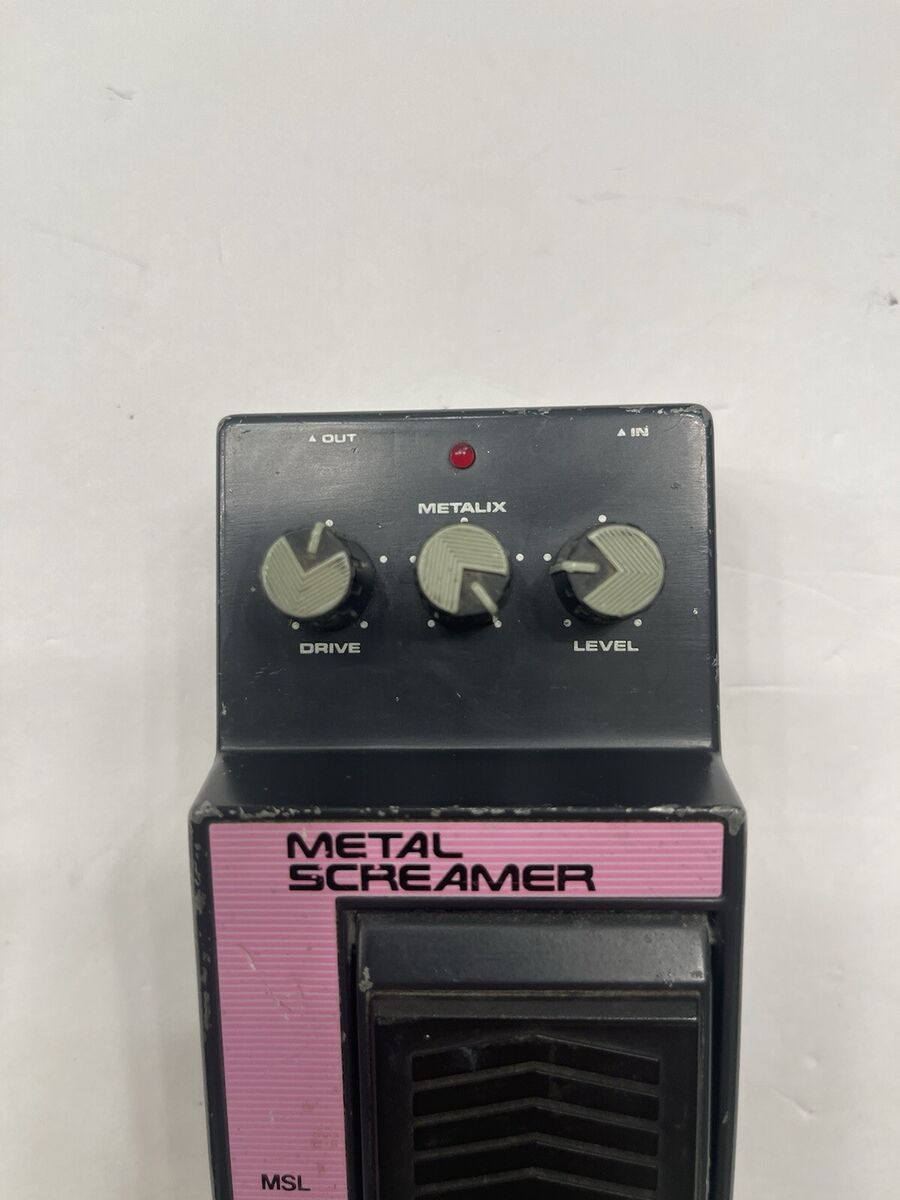 ▲ OUT
▲ IN
METALIX
DRIVE
LEVEL
METAL
SCREAMER
MSL